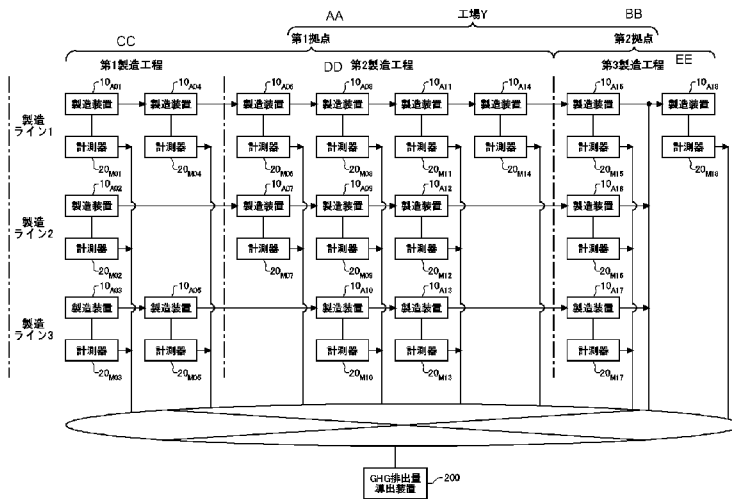 AA 工場Y BB
CC 第1拠点 第2拠点
第1製造工程 DD 第2製造工程 第3製造工程 EE
10A01 10A04 10A06 10A08 10A11 10A14 10A15 10A18
製造ライン1 製造装置 製造装置 製造装置 製造装置 製造装置 製造装置 製造装置 製造装置
計測器 計測器 計測器 計測器 計測器 計測器 計測器 計測器
20M01 20M04 20M06 20M08 20M11 20M14 20M15 20M18
10A02 10A07 10A09 10A12 10A16
製造ライン2 製造装置 製造装置 製造装置 製造装置 製造装置
計測器 計測器 計測器 計測器 計測器
20M02 20M07 20M09 20M12 20M16
10A03 10A05 10A10 10A13 10A17
製造ライン3 製造装置 製造装置 製造装置 製造装置 製造装置
計測器 計測器 計測器 計測器 計測器
20M03 20M05 20M10 20M13 20M17
GHG排出量
導出装置 200